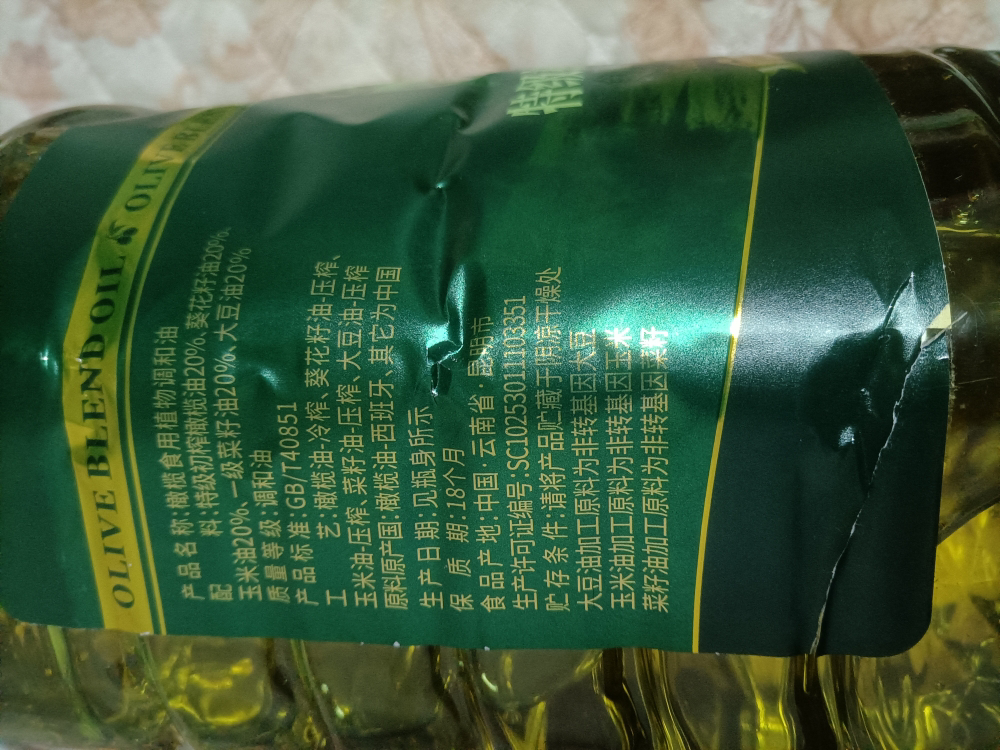 特级
OLIVE BLEND OIL & OLIVE BLEN
产品名称:橄榄食用植物调和油
配料:特级初榨橄榄油20%、葵花籽油20%、
玉米油20%、一级菜籽油20%、大豆油20%
质量等级:调和油
产品标准:GB/T40851
工艺:橄榄油-冷榨、葵花籽油-压榨、
玉米油-压榨、菜籽油-压榨、大豆油-压榨
原料原产国:橄榄油-西班牙、其它为中国
生产日期:见瓶身所示
保质期:18个月
食品产地:中国·云南省·昆明市
生产许可证编号:SC10253011103351
贮存条件:请将产品贮藏于阴凉干燥处
大豆油加工原料为非转基因大豆
玉米油加工原料为非转基因玉米
菜籽油加工原料为非转基因菜籽